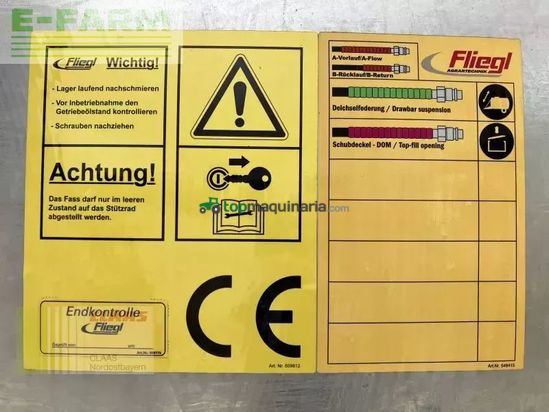 E-FARM
Fliegl Wichtig!
- Lager laufend nachschmieren
- Vor Inbetriebnahme den
Getriebeölstand kontrollieren
- Schrauben nachziehen
Achtung!
Das Fass darf nur im leeren
Zustand auf das Stützrad
abgestellt werden.
Endkontrolle
CLAAS
Fliegl
CLAAS
Nordostbayern
CE
A-Vorlauf/A-Flow
B-Rücklauf/B-Return
Fliegl
AGRARTECHNIK
Deichselfederung / Drawbar suspension
Schubdeckel - DOM / Top-fill opening
topmaquinaria.com